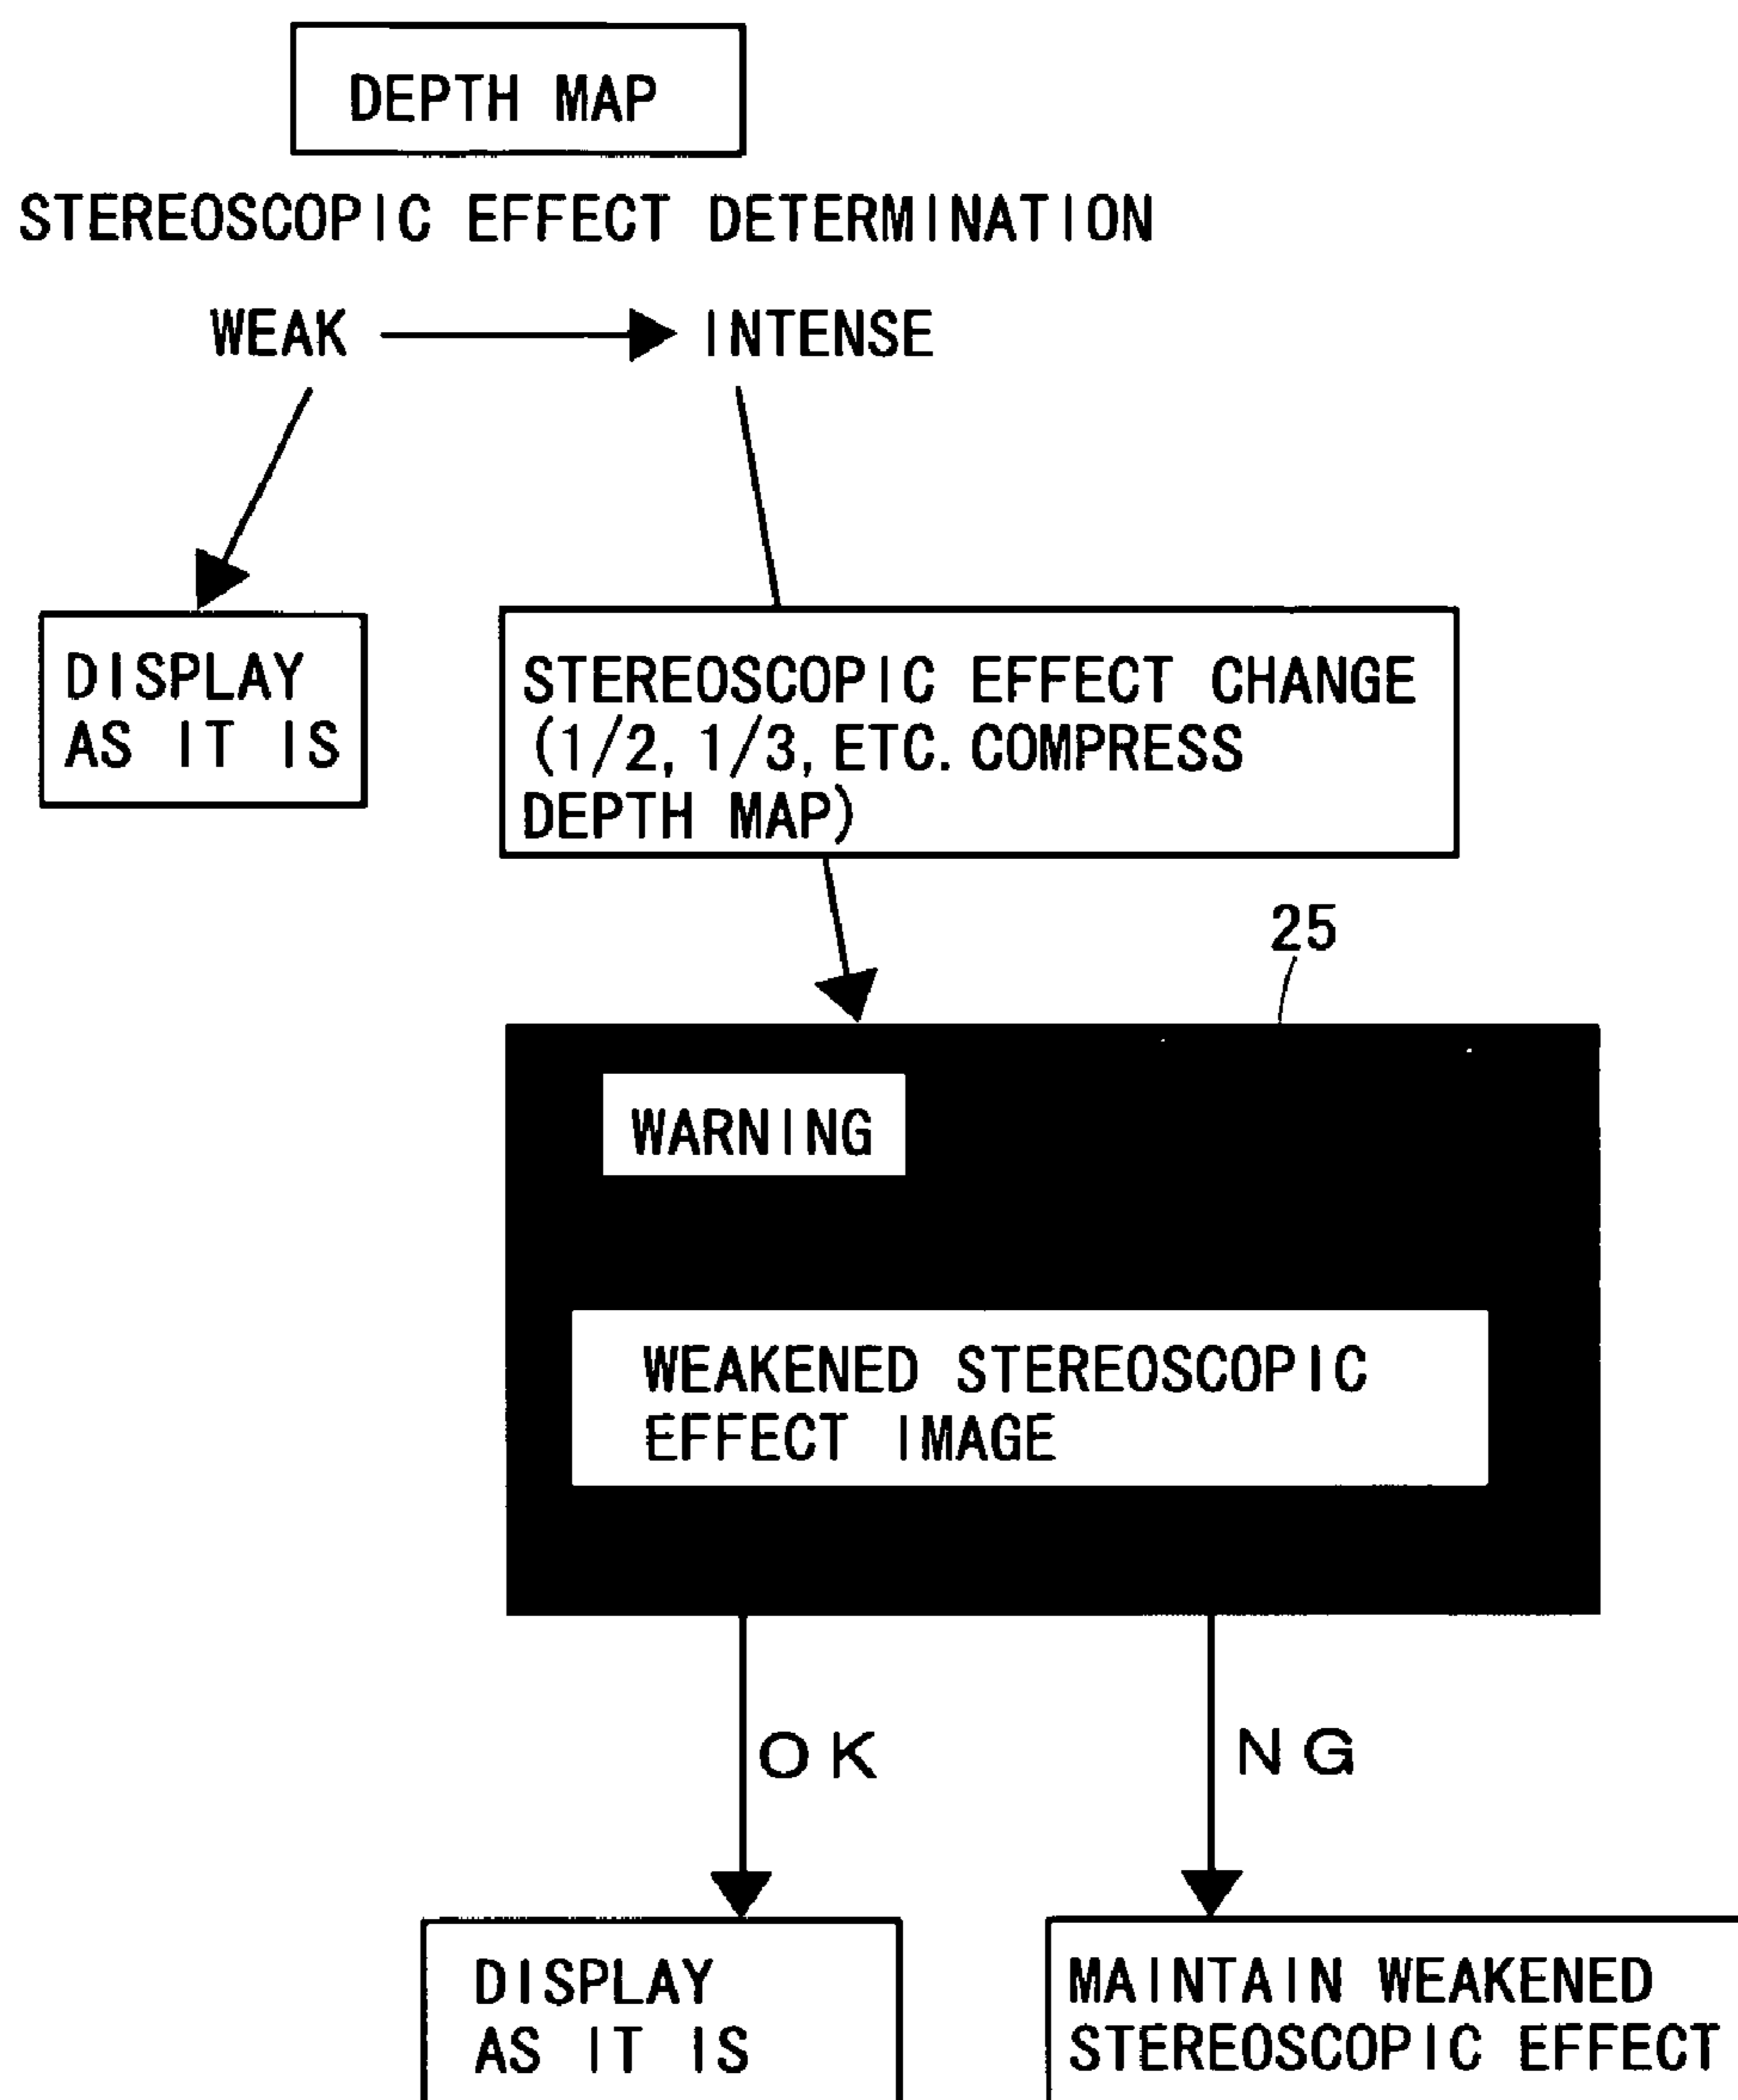 DEPTH MAP
STEREOSCOPIC EFFECT DETERMINATION
WEAK INTENSE
DISPLAY
AS IT IS
STEREOSCOPIC EFFECT CHANGE
(1/2, 1/3, ETC. COMPRESS
DEPTH MAP)
25
WARNING
WEAKENED STEREOSCOPIC
EFFECT IMAGE
OK
NG
DISPLAY
AS IT IS
MAINTAIN WEAKENED
STEREOSCOPIC EFFECT